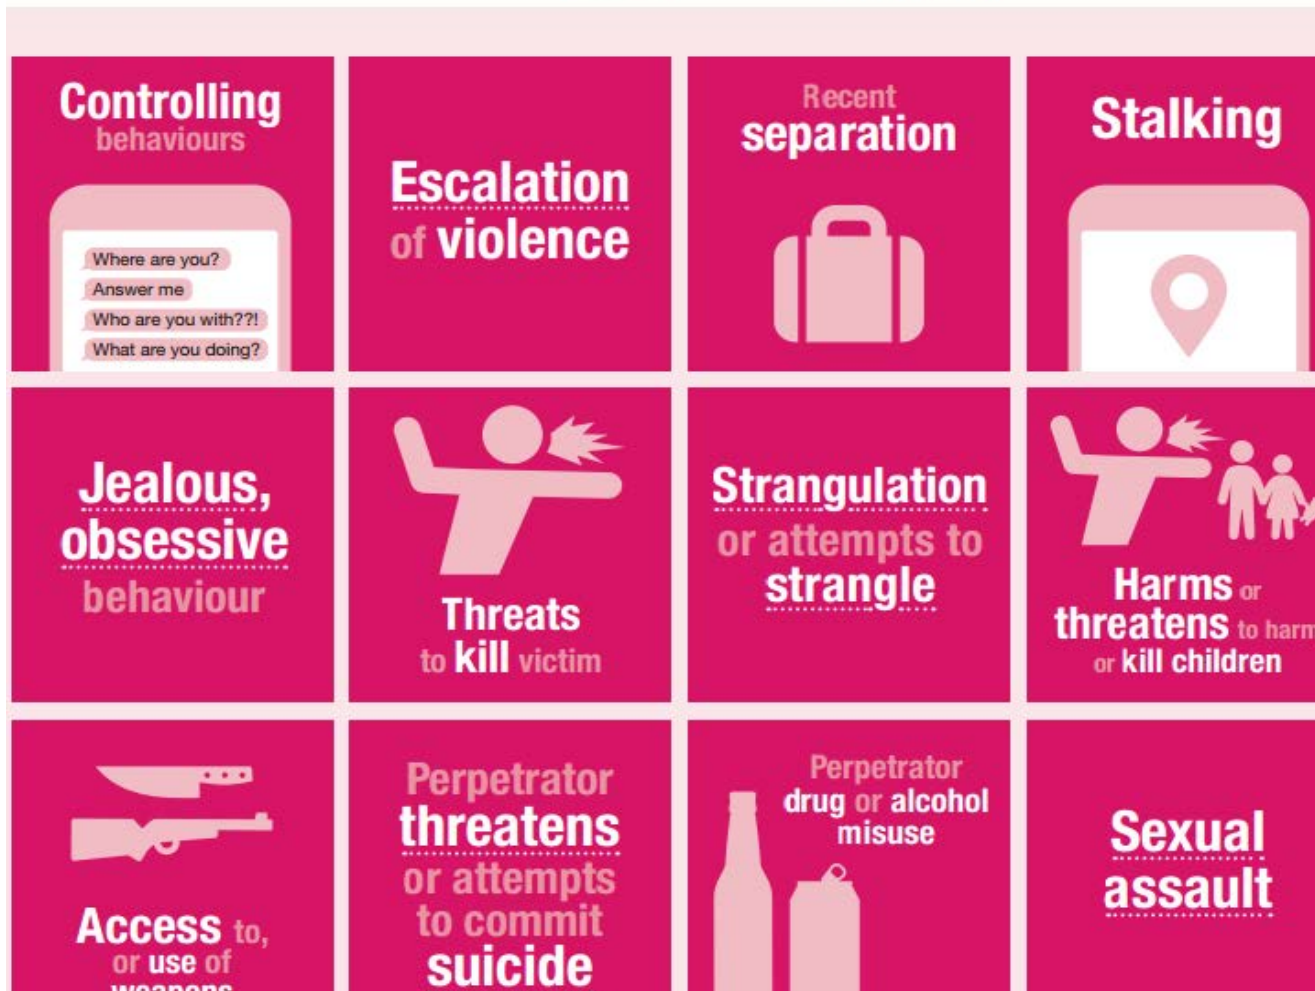 Controlling
behaviours
Where are you?
Answer me
Who are you with??!
What are you doing?
Escalation
of violence
Recent
separation
Stalking
Jealous,
obsessive
behaviour
Threats
to kill victim
Strangulation
or attempts to
strangle
Harms or
threatens to harm
or kill children
Access to,
or use of
weapons
Perpetrator
threatens
or attempts
to commit
suicide
Perpetrator
drug or alcohol
misuse
Sexual
assault